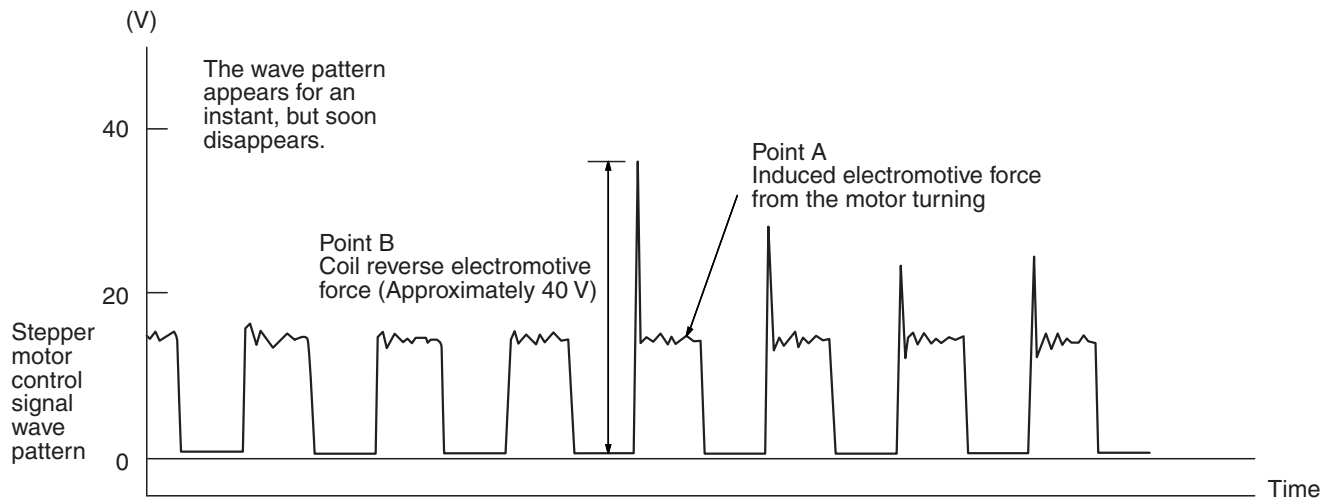 (V)
The wave pattern
appears for an
instant, but soon
disappears.
40
Point A
Induced electromotive force
from the motor turning
Point B
Coil reverse electromotive
force (Approximately 40 V)
20
Stepper
motor
control
signal
wave
pattern
0
Time